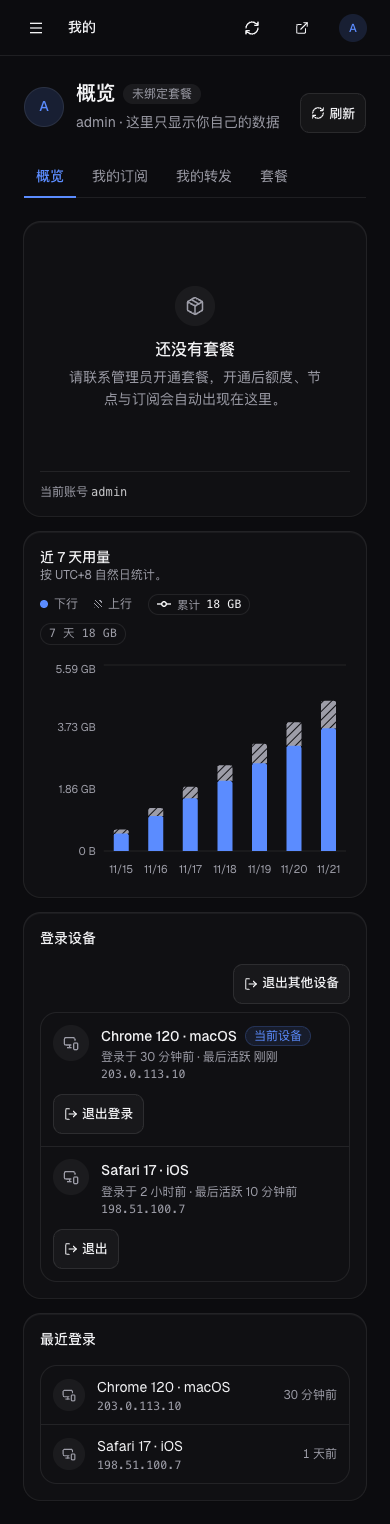 我的
A
A
概览 未绑定套餐
admin · 这里只显示你自己的数据
刷新
概览 我的订阅 我的转发 套餐
还没有套餐
请联系管理员开通套餐，开通后额度、节
点与订阅会自动出现在这里。
当前账号 admin
近 7 天用量
按 UTC+8 自然日统计。
下行 上行 累计 18 GB
7 天 18 GB
5.59 GB
3.73 GB
1.86 GB
0 B
11/15 11/16 11/17 11/18 11/19 11/20 11/21
登录设备
退出其他设备
Chrome 120 · macOS 当前设备
登录于 30 分钟前 · 最后活跃 刚刚
203.0.113.10
退出登录
Safari 17 · iOS
登录于 2 小时前 · 最后活跃 10 分钟前
198.51.100.7
退出
最近登录
Chrome 120 · macOS 30 分钟前
203.0.113.10
Safari 17 · iOS 1 天前
198.51.100.7